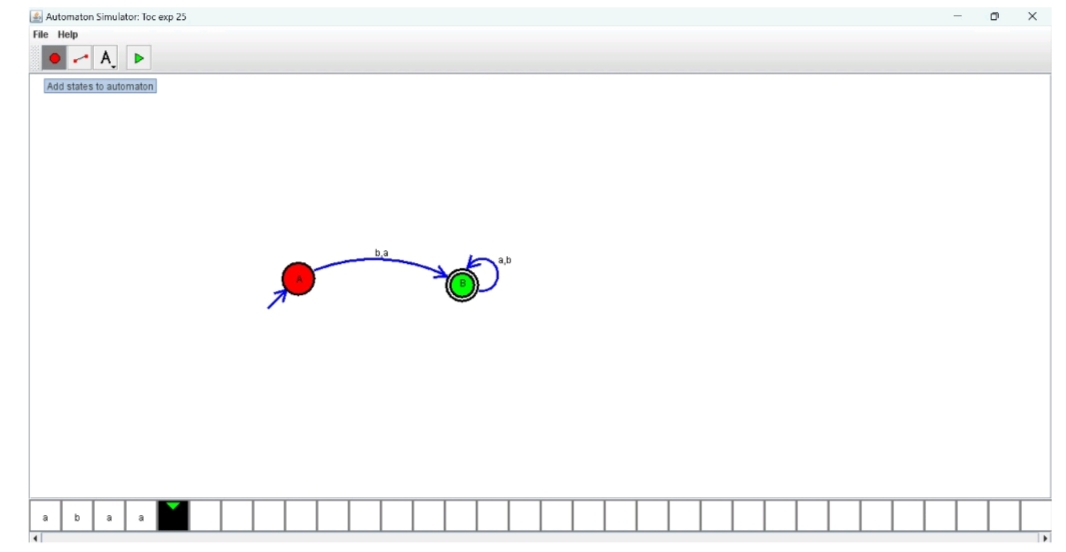 Automaton Simulator: Toc exp 25
File Help
A
Add states to automaton
b,a
a,b
A
B
a b a a